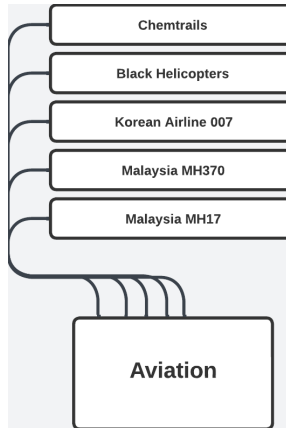 Chemtrails
Black Helicopters
Korean Airline 007
Malaysia MH370
Malaysia MH17
Aviation